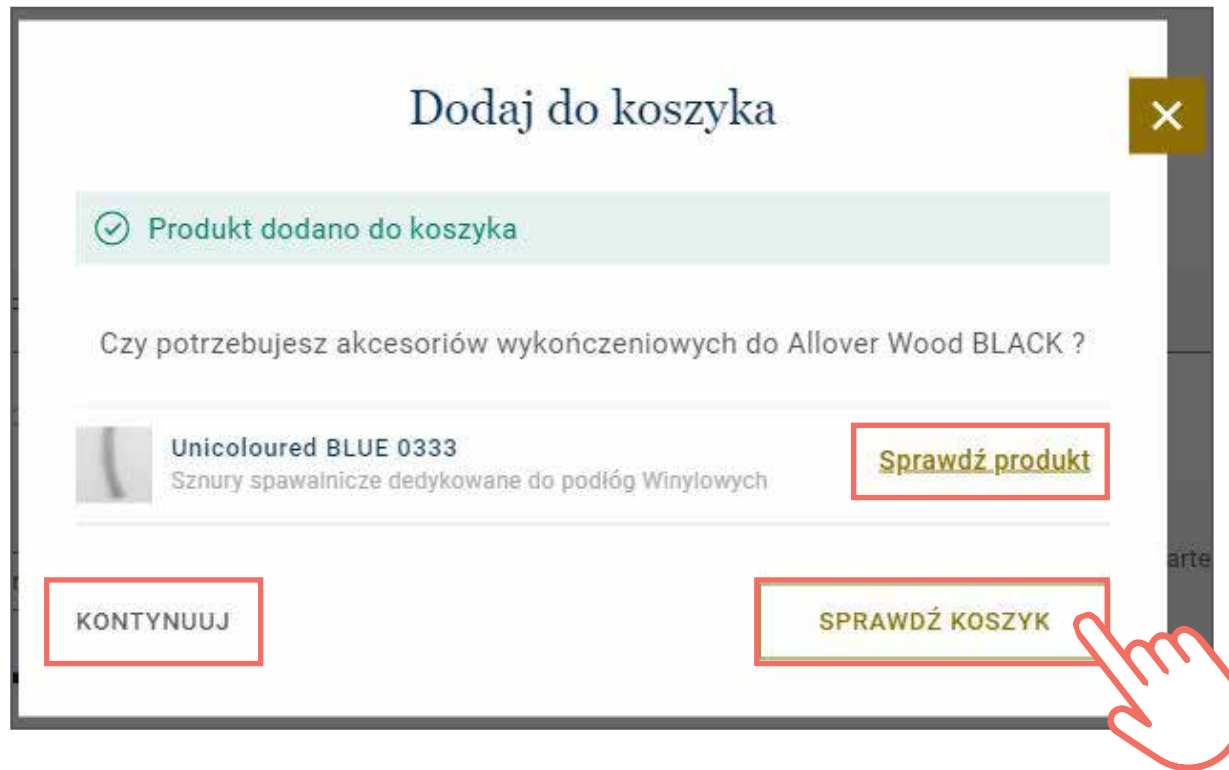 Dodaj do koszyka
Produkt dodano do koszyka
Czy potrzebujesz akcesoriów wykończeniowych do Allover Wood BLACK ?
Unicoloured BLUE 0333
Sznury spawalnicze dedykowane do podłóg Winylowych
Sprawdź produkt
arte
KONTYNUUJ
SPRAWDŹ KOSZYK